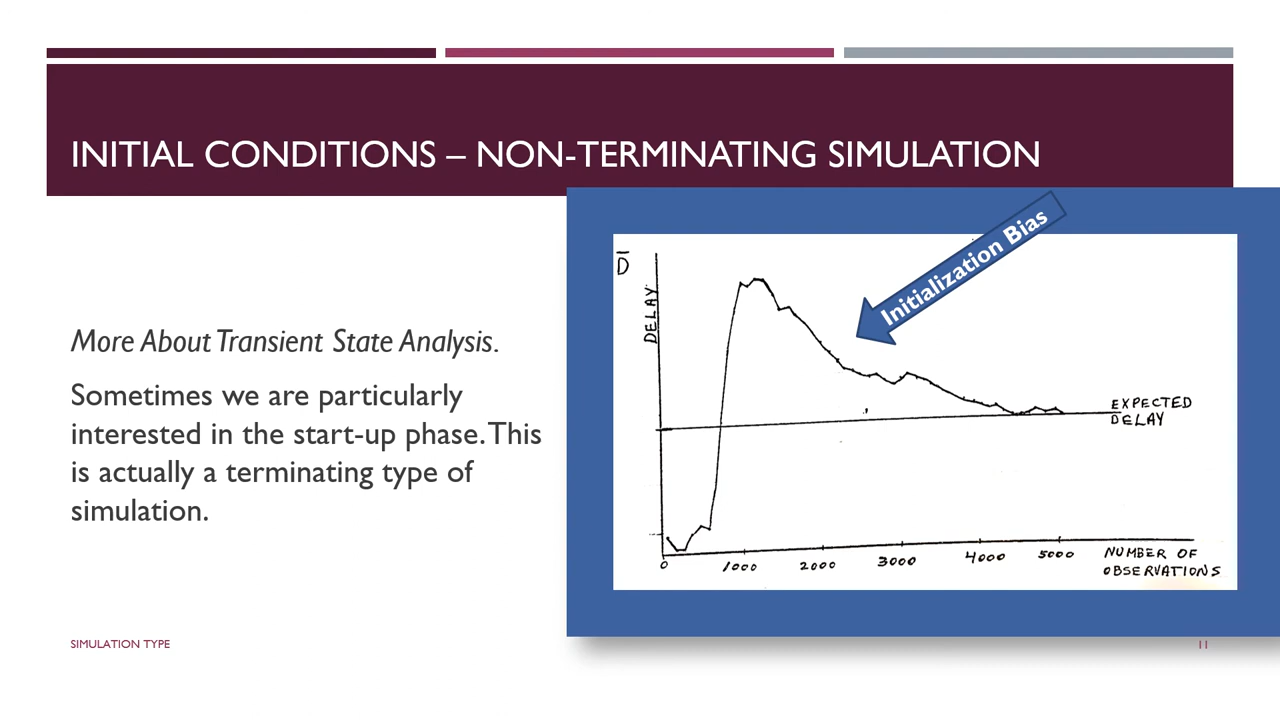 INITIAL CONDITIONS – NON-TERMINATING SIMULATION
More About Transient State Analysis.
Sometimes we are particularly
interested in the start-up phase. This
is actually a terminating type of
simulation.
D̅
DELAY
Initialization Bias
EXPECTED
DELAY
0 1000 2000 3000 4000 5000
NUMBER OF
OBSERVATIONS
SIMULATION TYPE
11